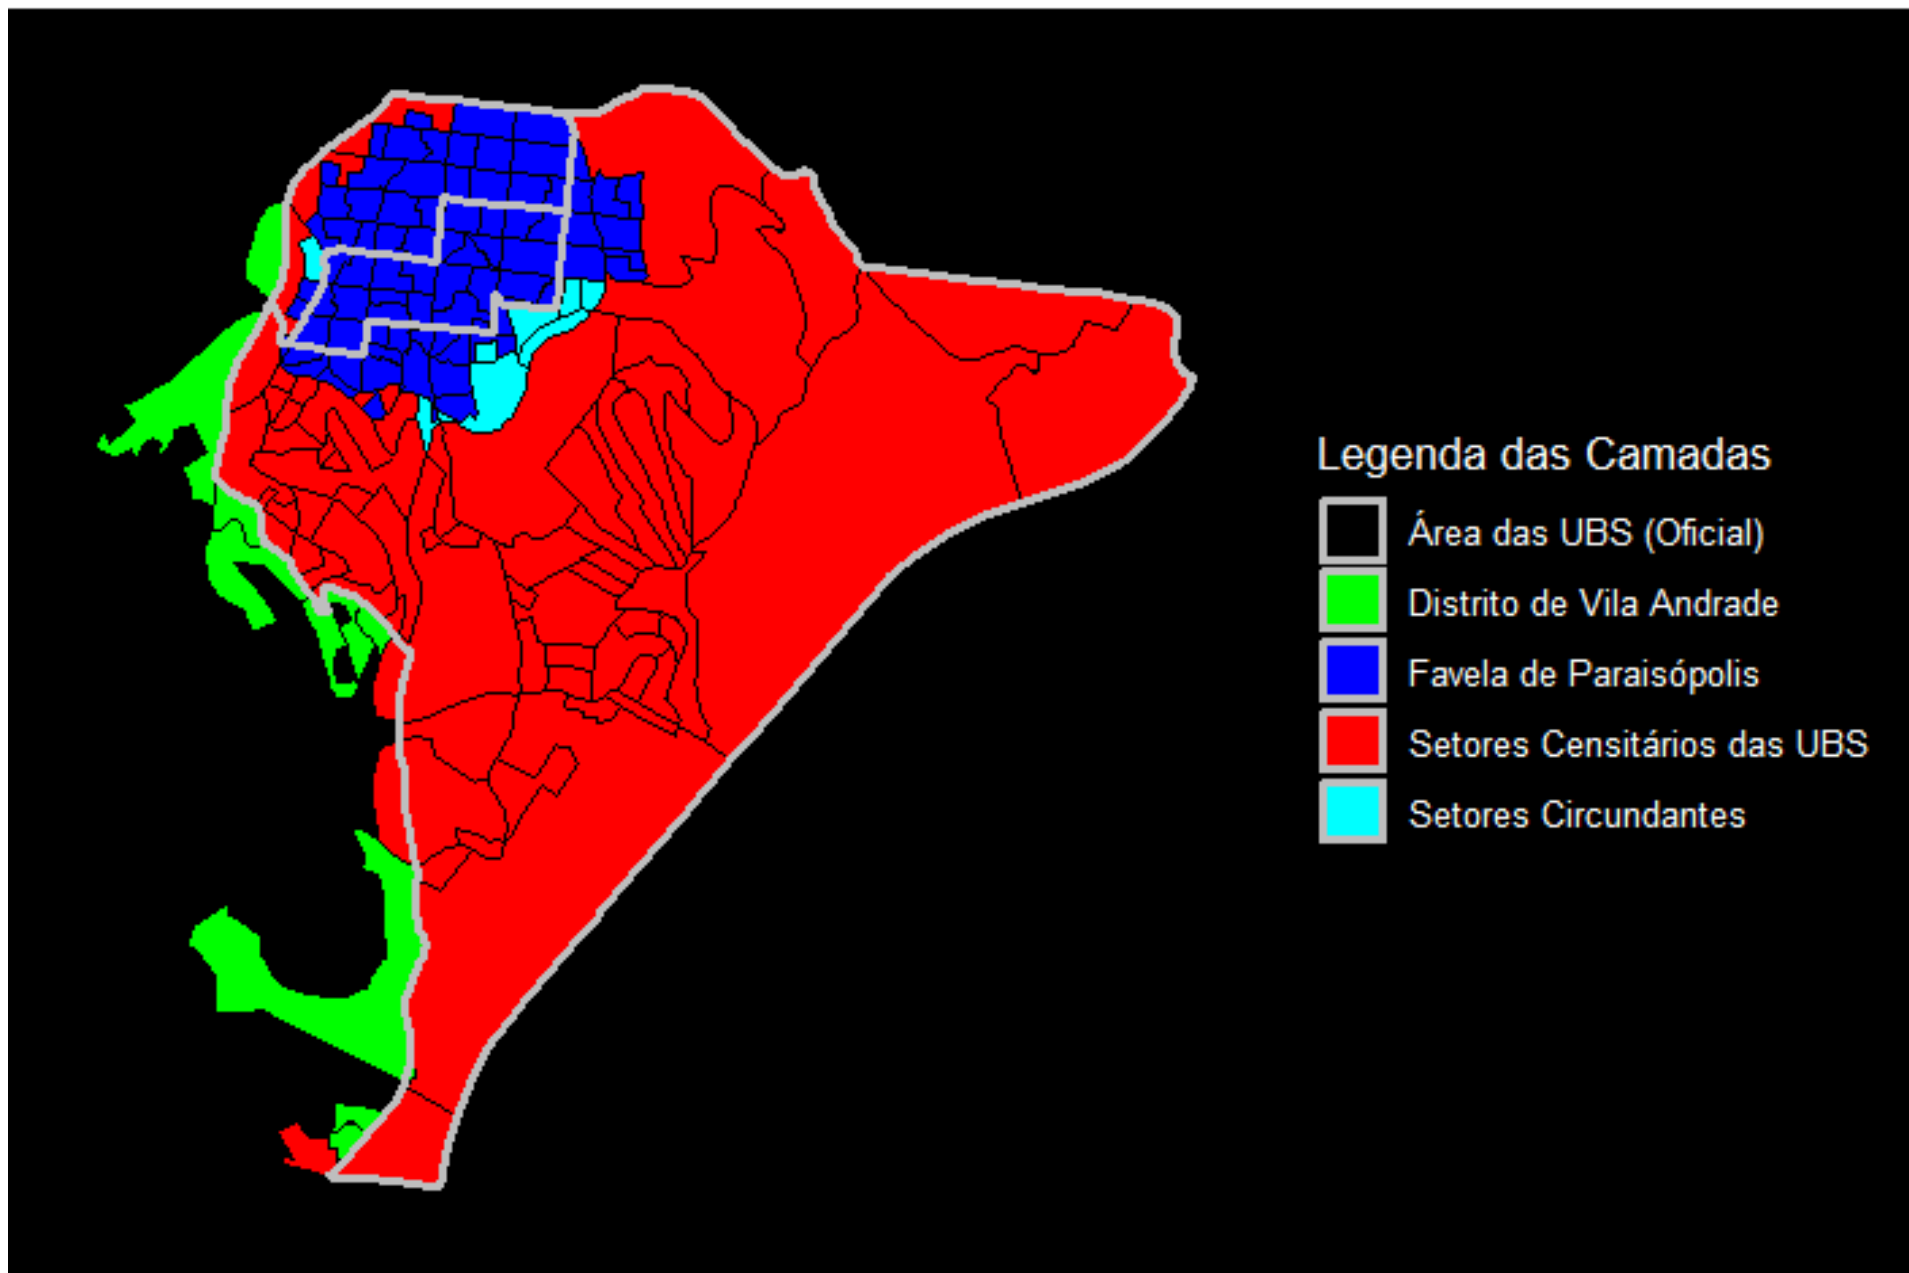 Legenda das Camadas
Área das UBS (Oficial)
Distrito de Vila Andrade
Favela de Paraisópolis
Setores Censitários das UBS
Setores Circundantes